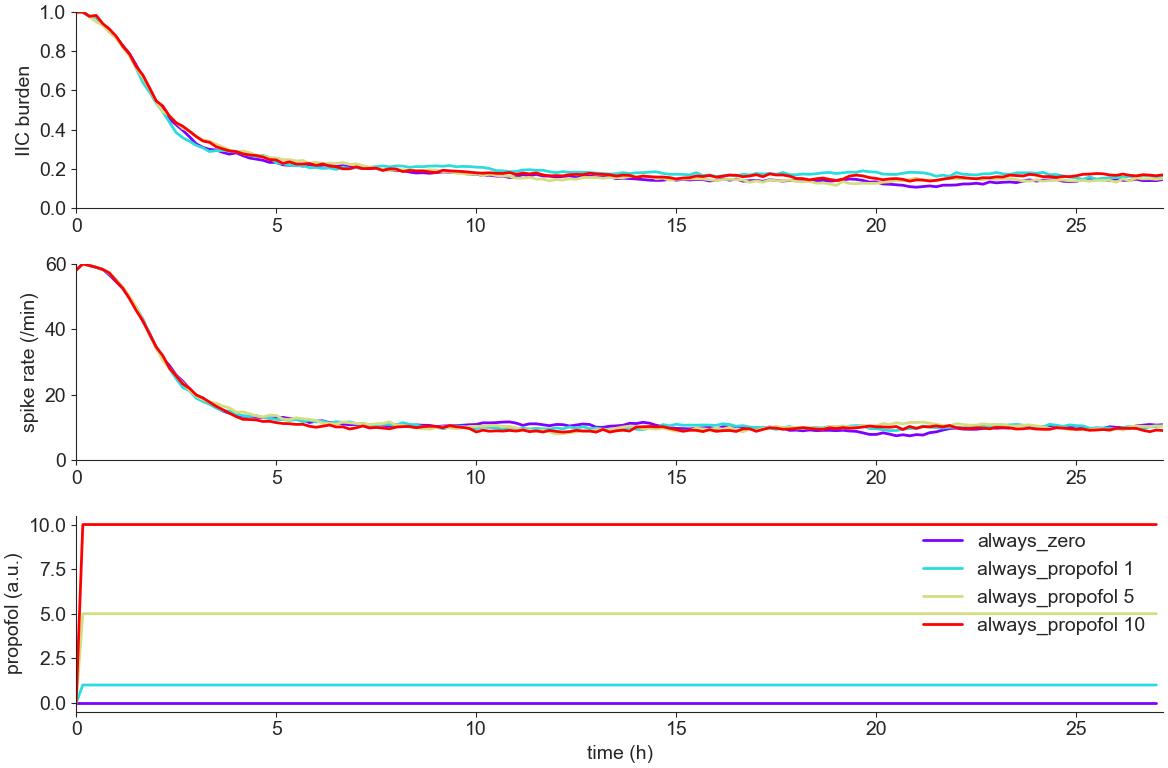 1.0
0.8
0.6
0.4
0.2
0.0
IIC burden
0 5 10 15 20 25
60
40
20
0
spike rate (/min)
0 5 10 15 20 25
10.0
7.5
5.0
2.5
0.0
propofol (a.u.)
always_zero
always_propofol 1
always_propofol 5
always_propofol 10
0 5 10 15 20 25
time (h)